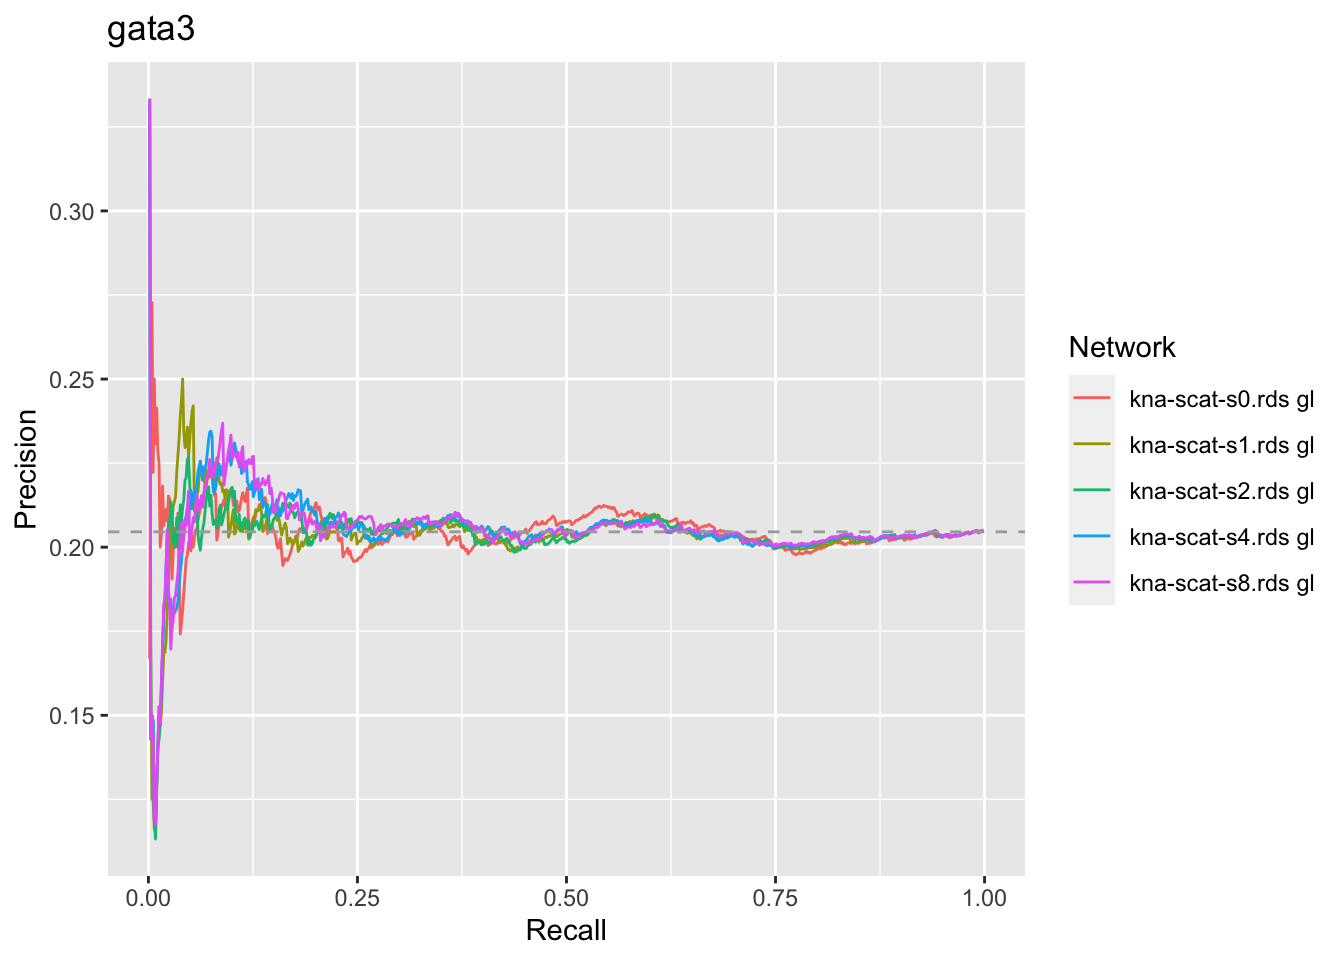 gata3
Precision
0.30
0.25
0.20
0.15
0.00
0.25
0.50
0.75
1.00
Recall
Network
kna-scat-s0.rds gl
kna-scat-s1.rds gl
kna-scat-s2.rds gl
kna-scat-s4.rds gl
kna-scat-s8.rds gl